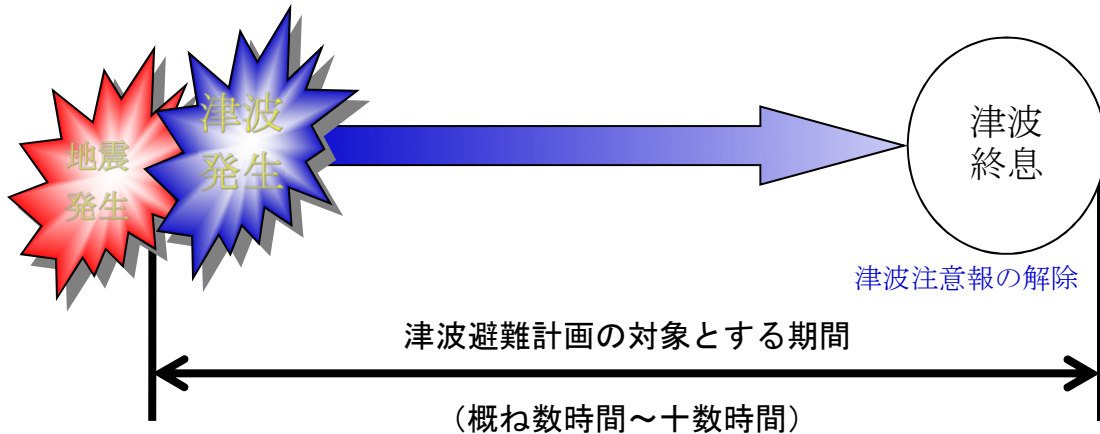 地震
発生
津波
発生
津波
終息
津波注意報の解除
津波避難計画の対象とする期間
（概ね数時間～十数時間）